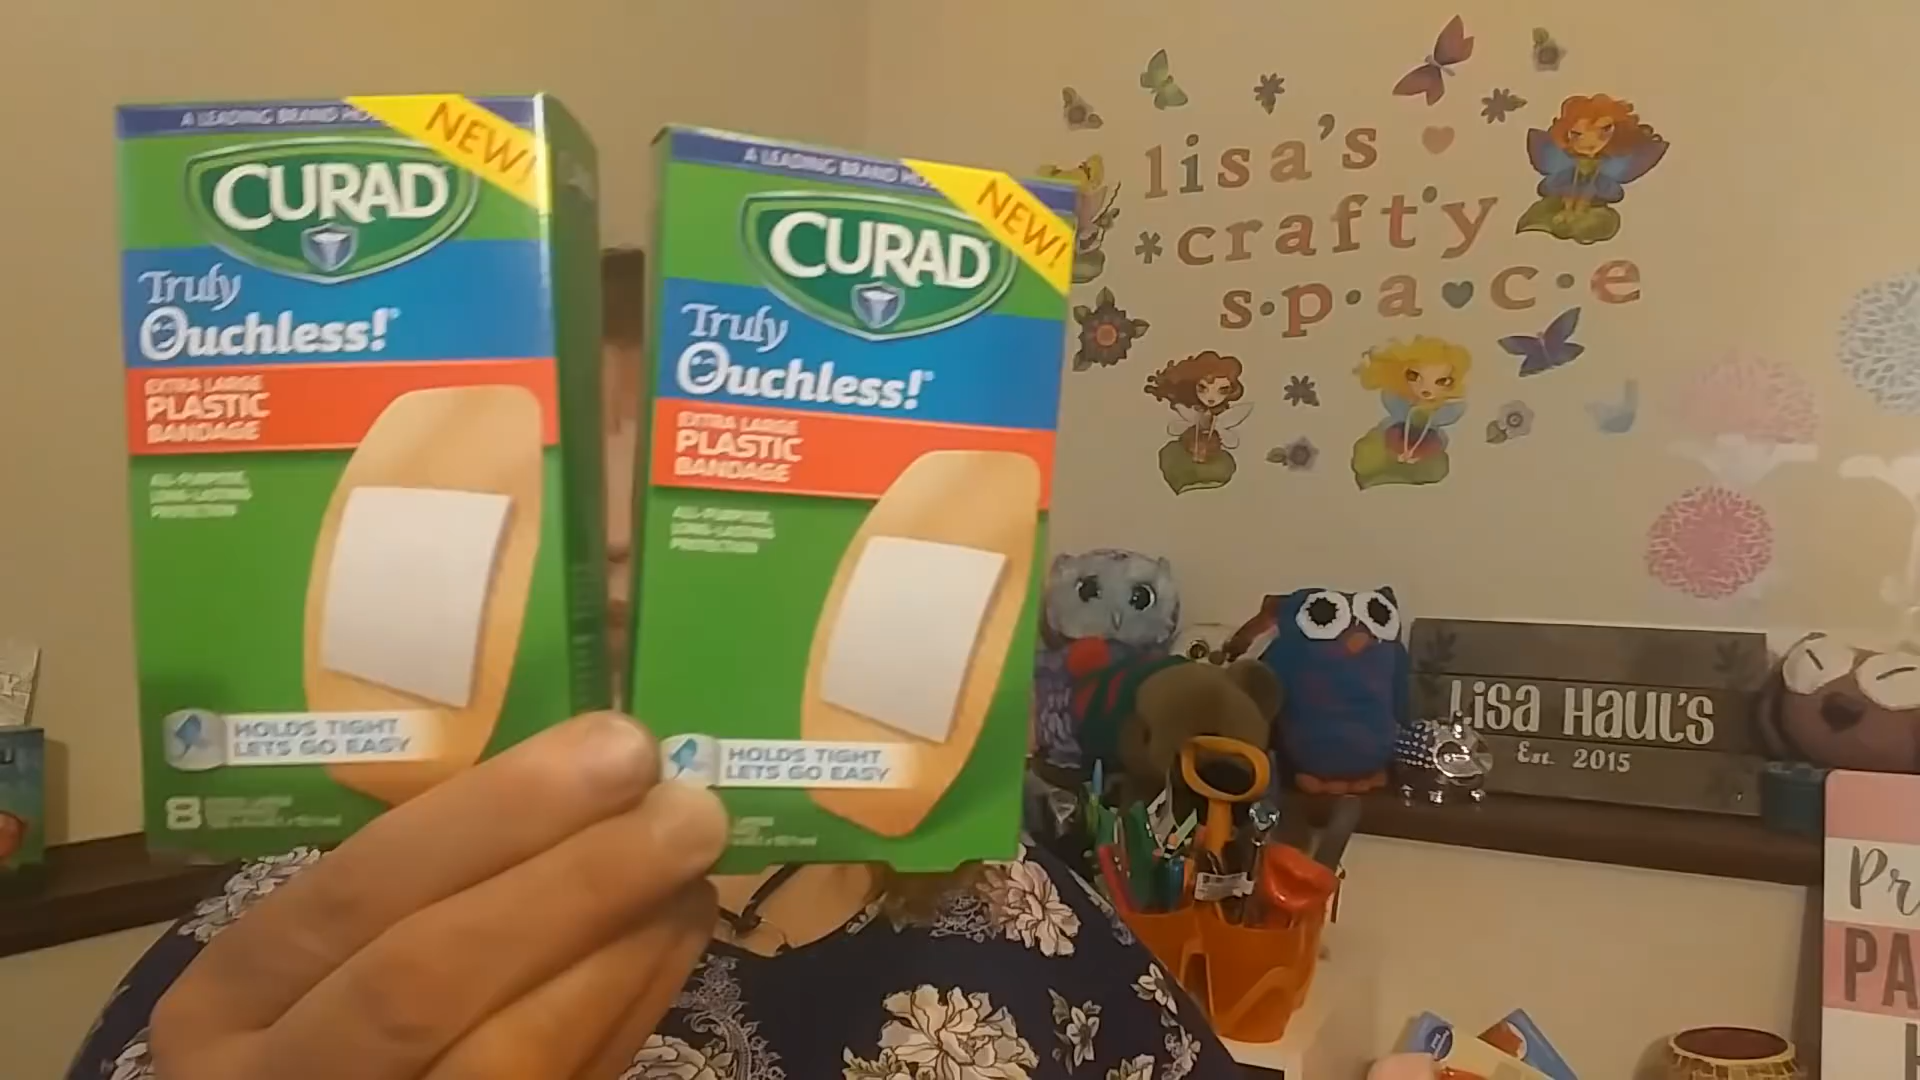 A LEADING BRAND
NEW!
CURAD
Truly
Ouchless!
EXTRA LARGE
PLASTIC
BANDAGE
ALL-PURPOSE,
LONG-LASTING
PROTECTION
HOLDS TIGHT
LETS GO EASY
8
A LEADING BRAND
NEW!
CURAD
Truly
Ouchless!
EXTRA LARGE
PLASTIC
BANDAGE
ALL-PURPOSE,
LONG-LASTING
PROTECTION
HOLDS TIGHT
LETS GO EASY
lisa's
crafty
s·p·a·c·e
Lisa Haul's
Est. 2015
Pr
PA